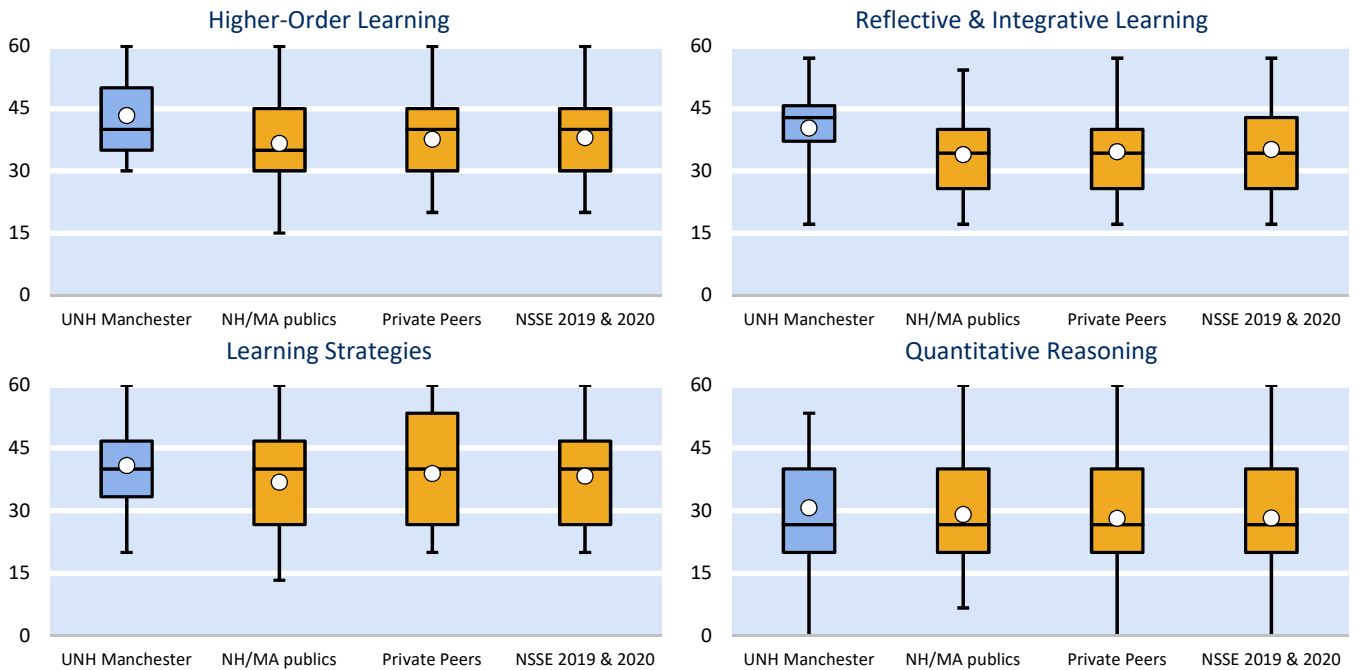 Higher-Order Learning
60
45
30
15
0
UNH Manchester NH/MA publics Private Peers NSSE 2019 & 2020
Reflective & Integrative Learning
60
45
30
15
0
UNH Manchester NH/MA publics Private Peers NSSE 2019 & 2020
Learning Strategies
60
45
30
15
0
UNH Manchester NH/MA publics Private Peers NSSE 2019 & 2020
Quantitative Reasoning
60
45
30
15
0
UNH Manchester NH/MA publics Private Peers NSSE 2019 & 2020